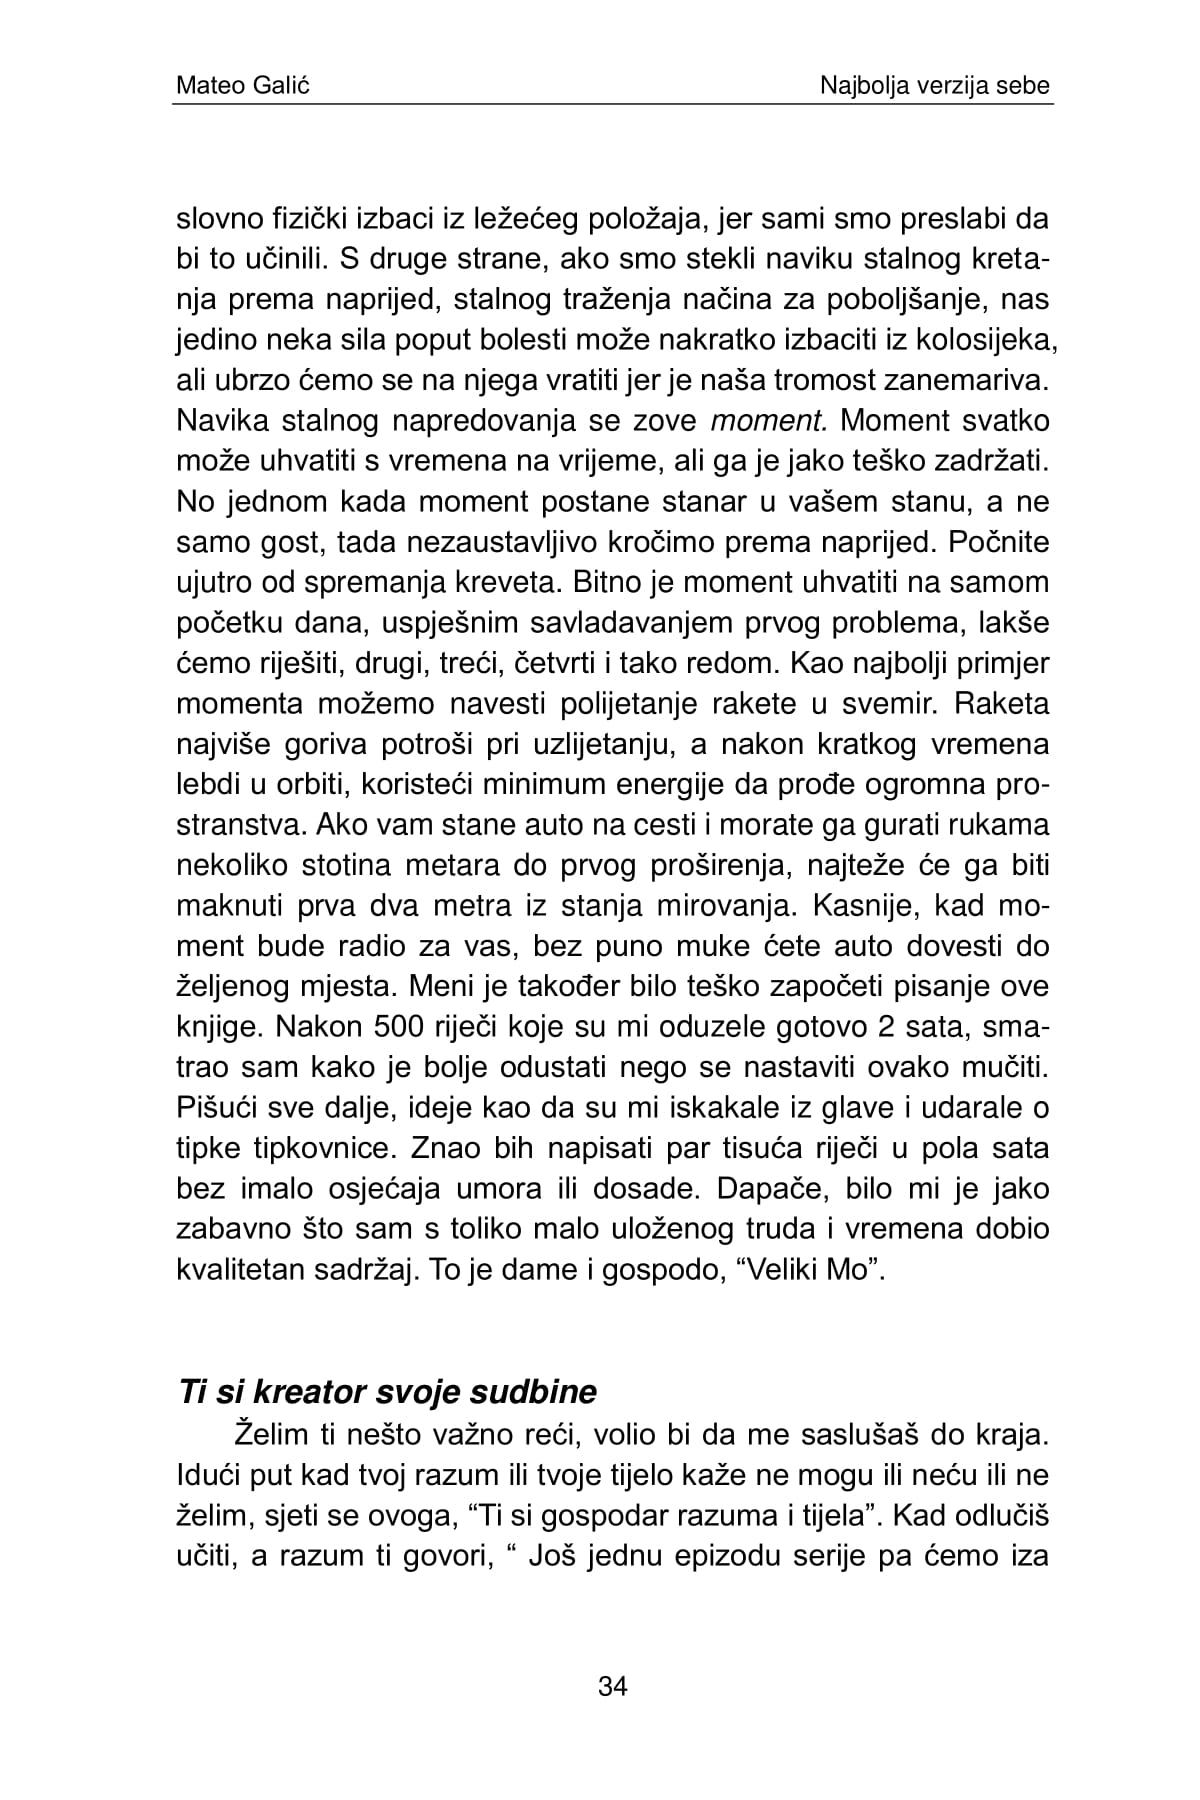 Mateo Galić Najbolja verzija sebe
slovno fizički izbaci iz ležećeg položaja, jer sami smo preslabi da
bi to učinili. S druge strane, ako smo stekli naviku stalnog kreta-
nja prema naprijed, stalnog traženja načina za poboljšanje, nas
jedino neka sila poput bolesti može nakratko izbaciti iz kolosijeka,
ali ubrzo ćemo se na njega vratiti jer je naša tromost zanemariva.
Navika stalnog napredovanja se zove moment. Moment svatko
može uhvatiti s vremena na vrijeme, ali ga je jako teško zadržati.
No jednom kada moment postane stanar u vašem stanu, a ne
samo gost, tada nezaustavljivo kročimo prema naprijed. Počnite
ujutro od spremanja kreveta. Bitno je moment uhvatiti na samom
početku dana, uspješnim savladavanjem prvog problema, lakše
ćemo riješiti, drugi, treći, četvrti i tako redom. Kao najbolji primjer
momenta možemo navesti polijetanje rakete u svemir. Raketa
najviše goriva potroši pri uzlijetanju, a nakon kratkog vremena
lebdi u orbiti, koristeći minimum energije da prođe ogromna pro-
stranstva. Ako vam stane auto na cesti i morate ga gurati rukama
nekoliko stotina metara do prvog proširenja, najteže će ga biti
maknuti prva dva metra iz stanja mirovanja. Kasnije, kad mo-
ment bude radio za vas, bez puno muke ćete auto dovesti do
željenog mjesta. Meni je također bilo teško započeti pisanje ove
knjige. Nakon 500 riječi koje su mi oduzele gotovo 2 sata, sma-
trao sam kako je bolje odustati nego se nastaviti ovako mučiti.
Pišući sve dalje, ideje kao da su mi iskakale iz glave i udarale o
tipke tipkovnice. Znao bih napisati par tisuća riječi u pola sata
bez imalo osjećaja umora ili dosade. Dapače, bilo mi je jako
zabavno što sam s toliko malo uloženog truda i vremena dobio
kvalitetan sadržaj. To je dame i gospodo, “Veliki Mo”.
Ti si kreator svoje sudbine
Želim ti nešto važno reći, volio bi da me saslušaš do kraja.
Idući put kad tvoj razum ili tvoje tijelo kaže ne mogu ili neću ili ne
želim, sjeti se ovoga, “Ti si gospodar razuma i tijela”. Kad odlučiš
učiti, a razum ti govori, “ Još jednu epizodu serije pa ćemo iza
34